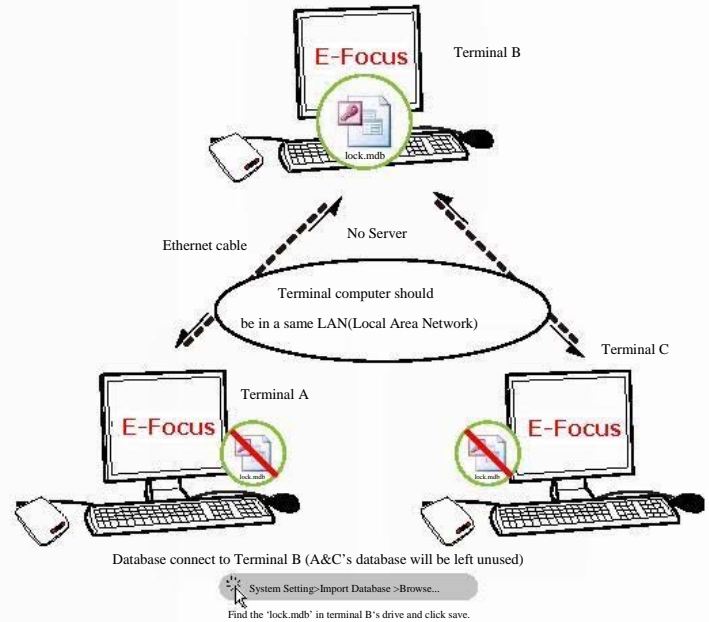 E-Focus
Terminal B
lock.mdb
Ethernet cable
No Server
Terminal computer should
be in a same LAN(Local Area Network)
Terminal C
Terminal A
E-Focus
E-Focus
lock.mdb
lock.mdb
Database connect to Terminal B (A&C’s database will be left unused)
System Setting>Import Database >Browse...
Find the ‘lock.mdb’ in terminal B‘s drive and click save.